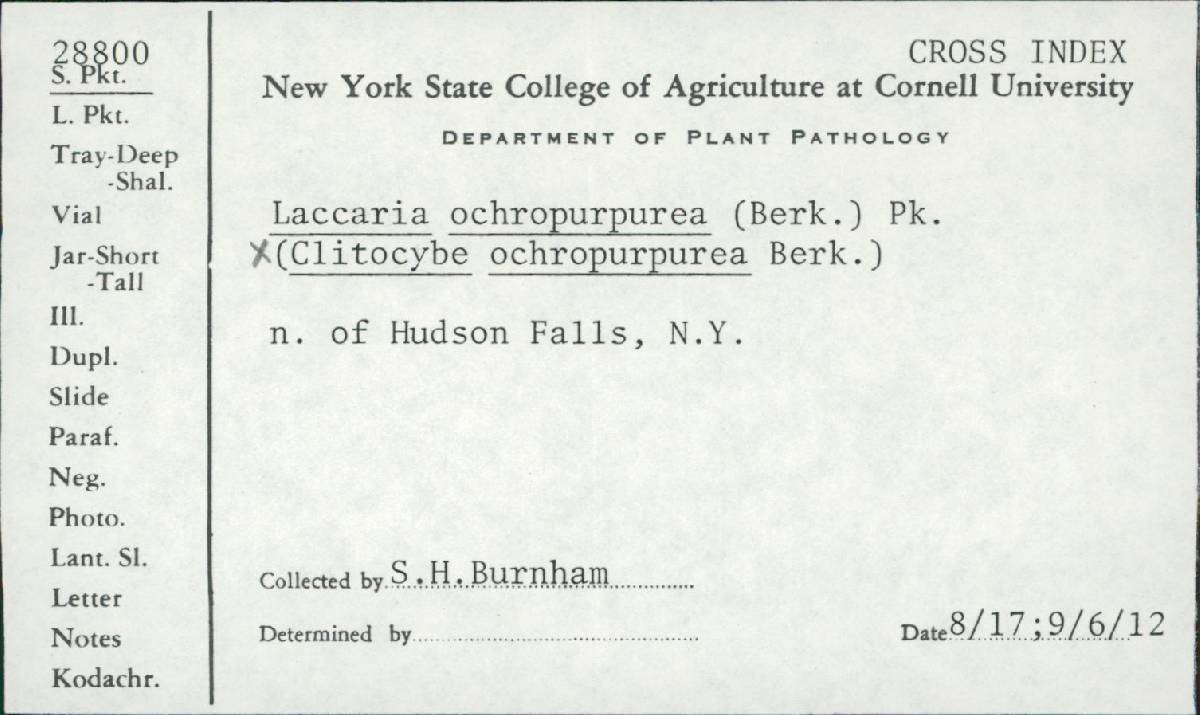 28800
S. Pkt.
L. Pkt.
Tray-Deep
-Shal.
Vial
Jar-Short
-Tall
Ill.
Dupl.
Slide
Paraf.
Neg.
Photo.
Lant. Sl.
Letter
Notes
Kodachr.
CROSS INDEX
New York State College of Agriculture at Cornell University
DEPARTMENT OF PLANT PATHOLOGY
Laccaria ochropurpurea (Berk.) Pk.
x(Clitocybe ochropurpurea Berk.)
n. of Hudson Falls, N.Y.
Collected by S.H.Burnham
Determined by
Date 8/17;9/6/12